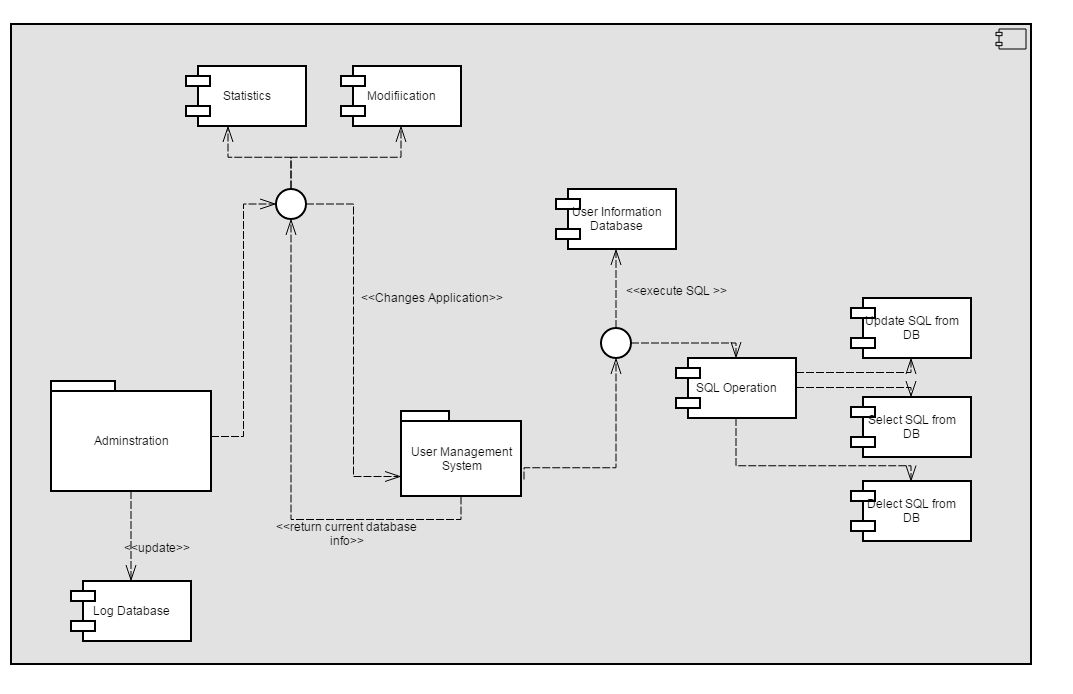 Statistics
Modifiication
User Information
Database
<<Changes Application>>
<<execute SQL >>
Update SQL from
DB
SQL Operation
Select SQL from
DB
Adminstration
User Management
System
Delect SQL from
DB
<<return current database
info>>
<<update>>
Log Database